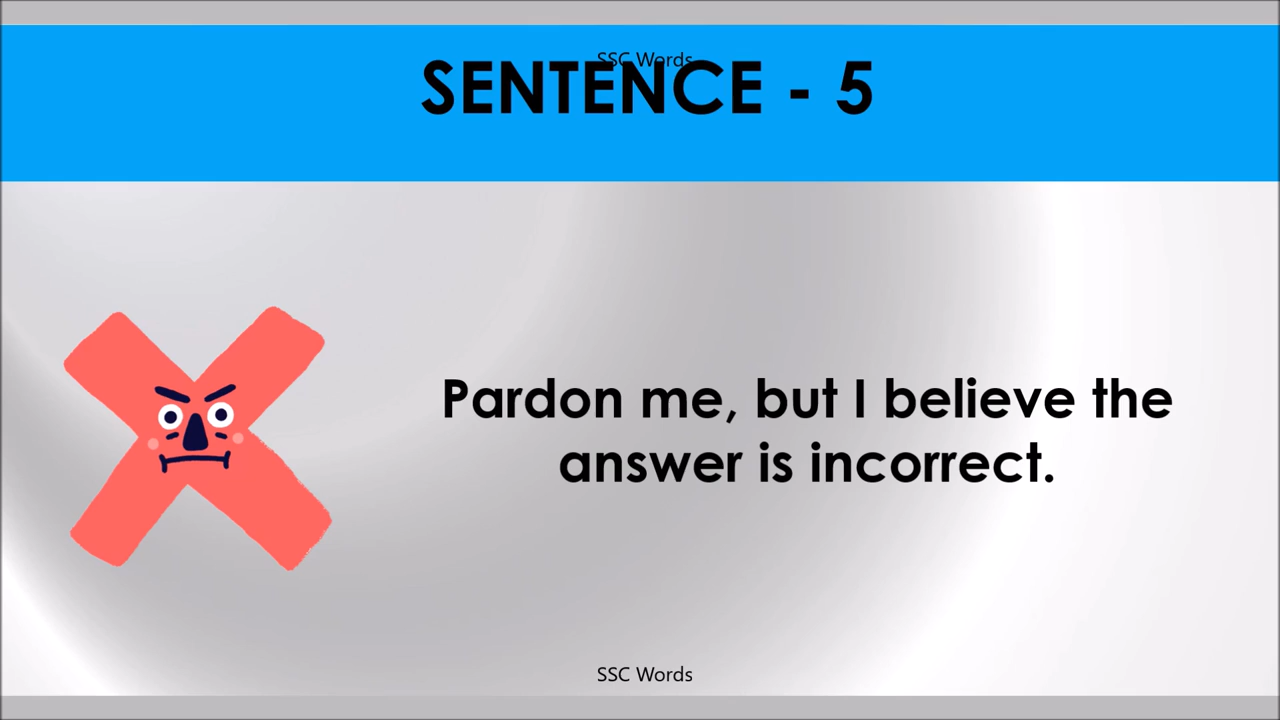 SSC Words
SENTENCE - 5
Pardon me, but I believe the
answer is incorrect.
SSC Words